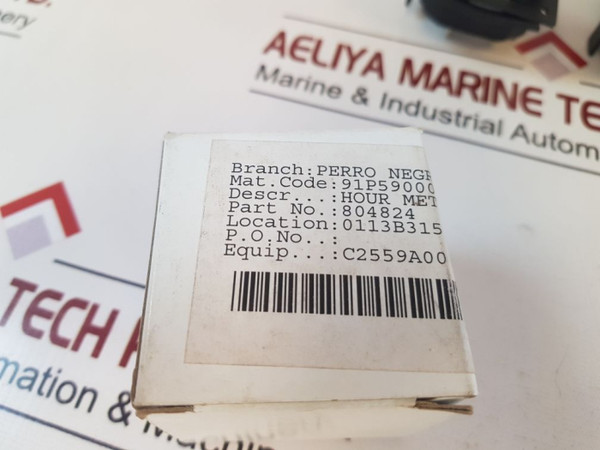 D.
AELIYA MARINE TE
Marine & Industrial Autom
Branch:PERRO NEGR
Mat.Code:91P59000
Descr...:HOUR MET
Part No.:804824
Location:0113B315
P.O.No..:
Equip...:C2559A00
TECH
mation &